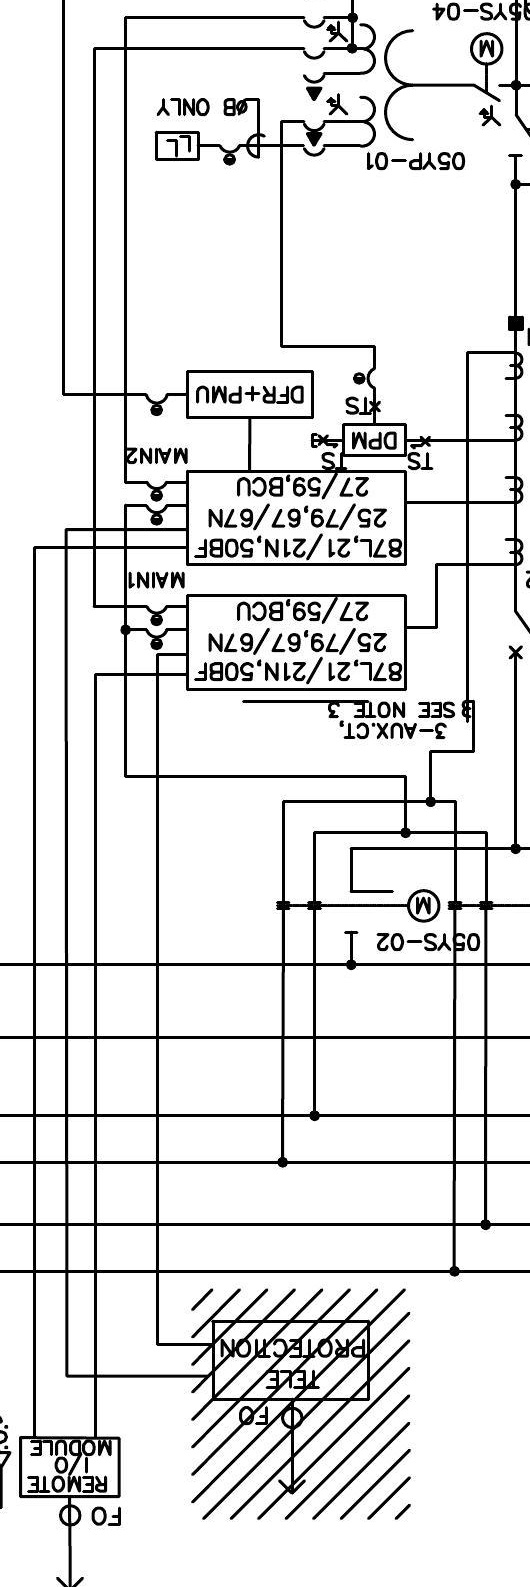 FO
REMOTE
I/O
MODULE
FO
TELE
PROTECTION
05YS-02
M
3-AUX.CT,
SEE NOTE 3
87L,21/21N,50BF
25/79,67/67N
27/59,BCU
MAIN1
87L,21/21N,50BF
25/79,67/67N
27/59,BCU
MAIN2
TS
TS
DPM
TS
DFR+PMU
05YP-01
LL
ØB ONLY
M
05YS-04